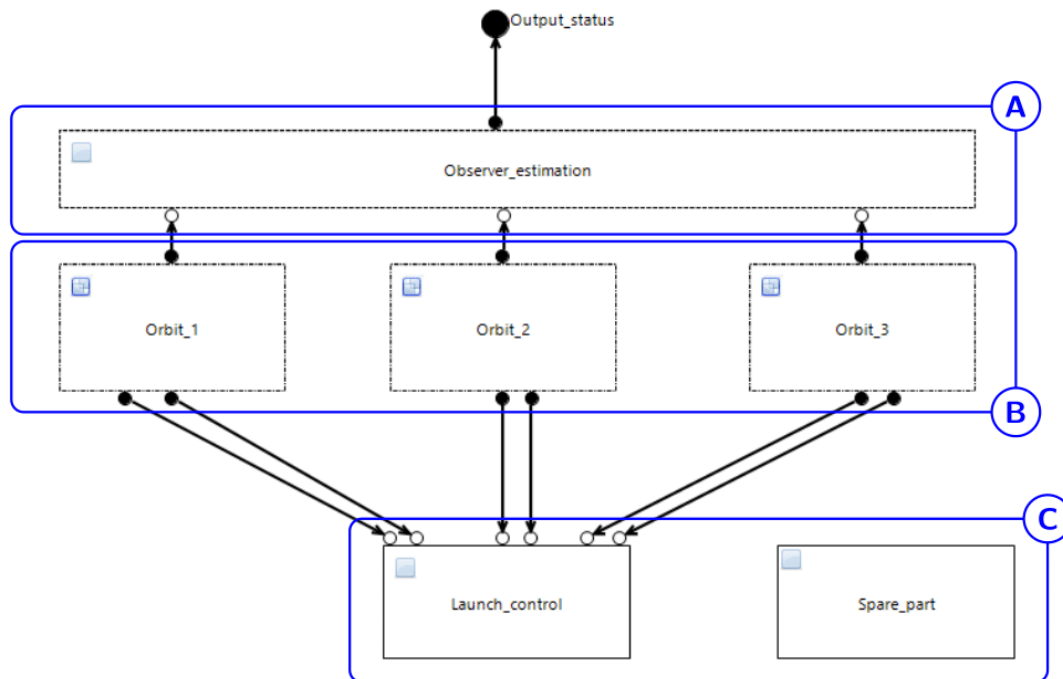 Output_status
A
Observer_estimation
Orbit_1
Orbit_2
Orbit_3
B
C
Launch_control
Spare_part